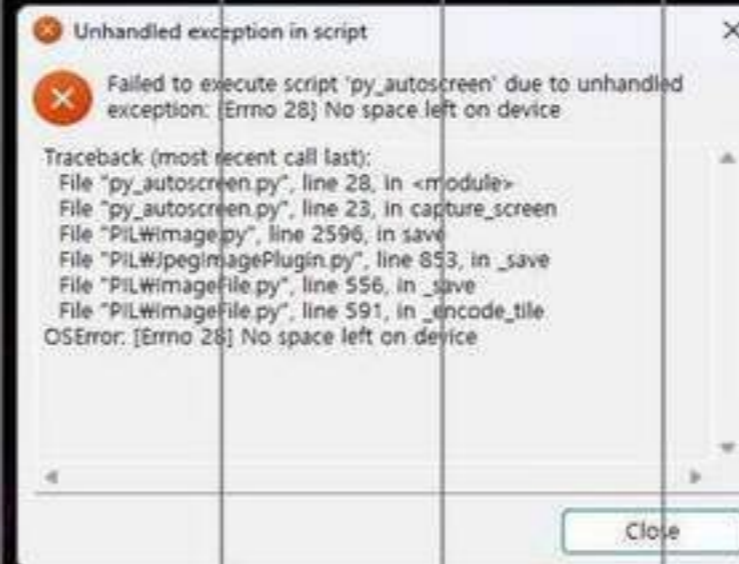 Unhandled exception in script
Failed to execute script 'py_autoscreen' due to unhandled
exception: [Errno 28] No space left on device
Traceback (most recent call last):
File "py_autoscreen.py", line 28, in <module>
File "py_autoscreen.py", line 23, in capture_screen
File "PIL₩Image.py", line 2596, in save
File "PIL₩JpegImagePlugin.py", line 853, in _save
File "PIL₩ImageFile.py", line 556, in _save
File "PIL₩ImageFile.py", line 591, in _encode_tile
OSError: [Errno 28] No space left on device
Close